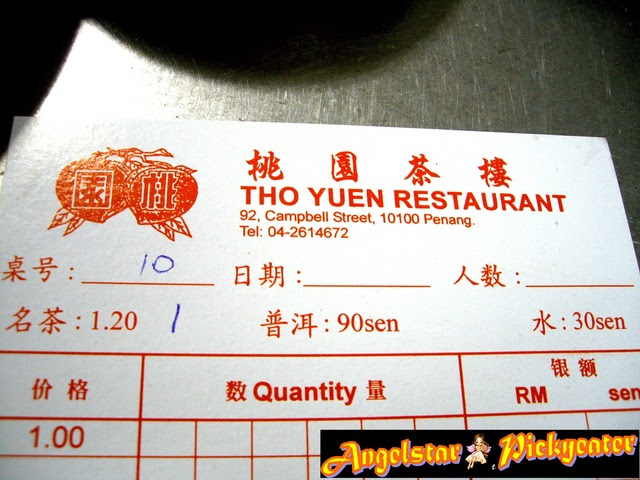 園 桃
桃 園 茶 樓
THO YUEN RESTAURANT
92, Campbell Street, 10100 Penang.
Tel: 04-2614672
桌号: 10 日期: 人数:
名茶: 1.20 1 普洱: 90sen 水: 30sen
价 格 数 Quantity 量 银 额
RM sen
1.00
Angelstar Pickyeater